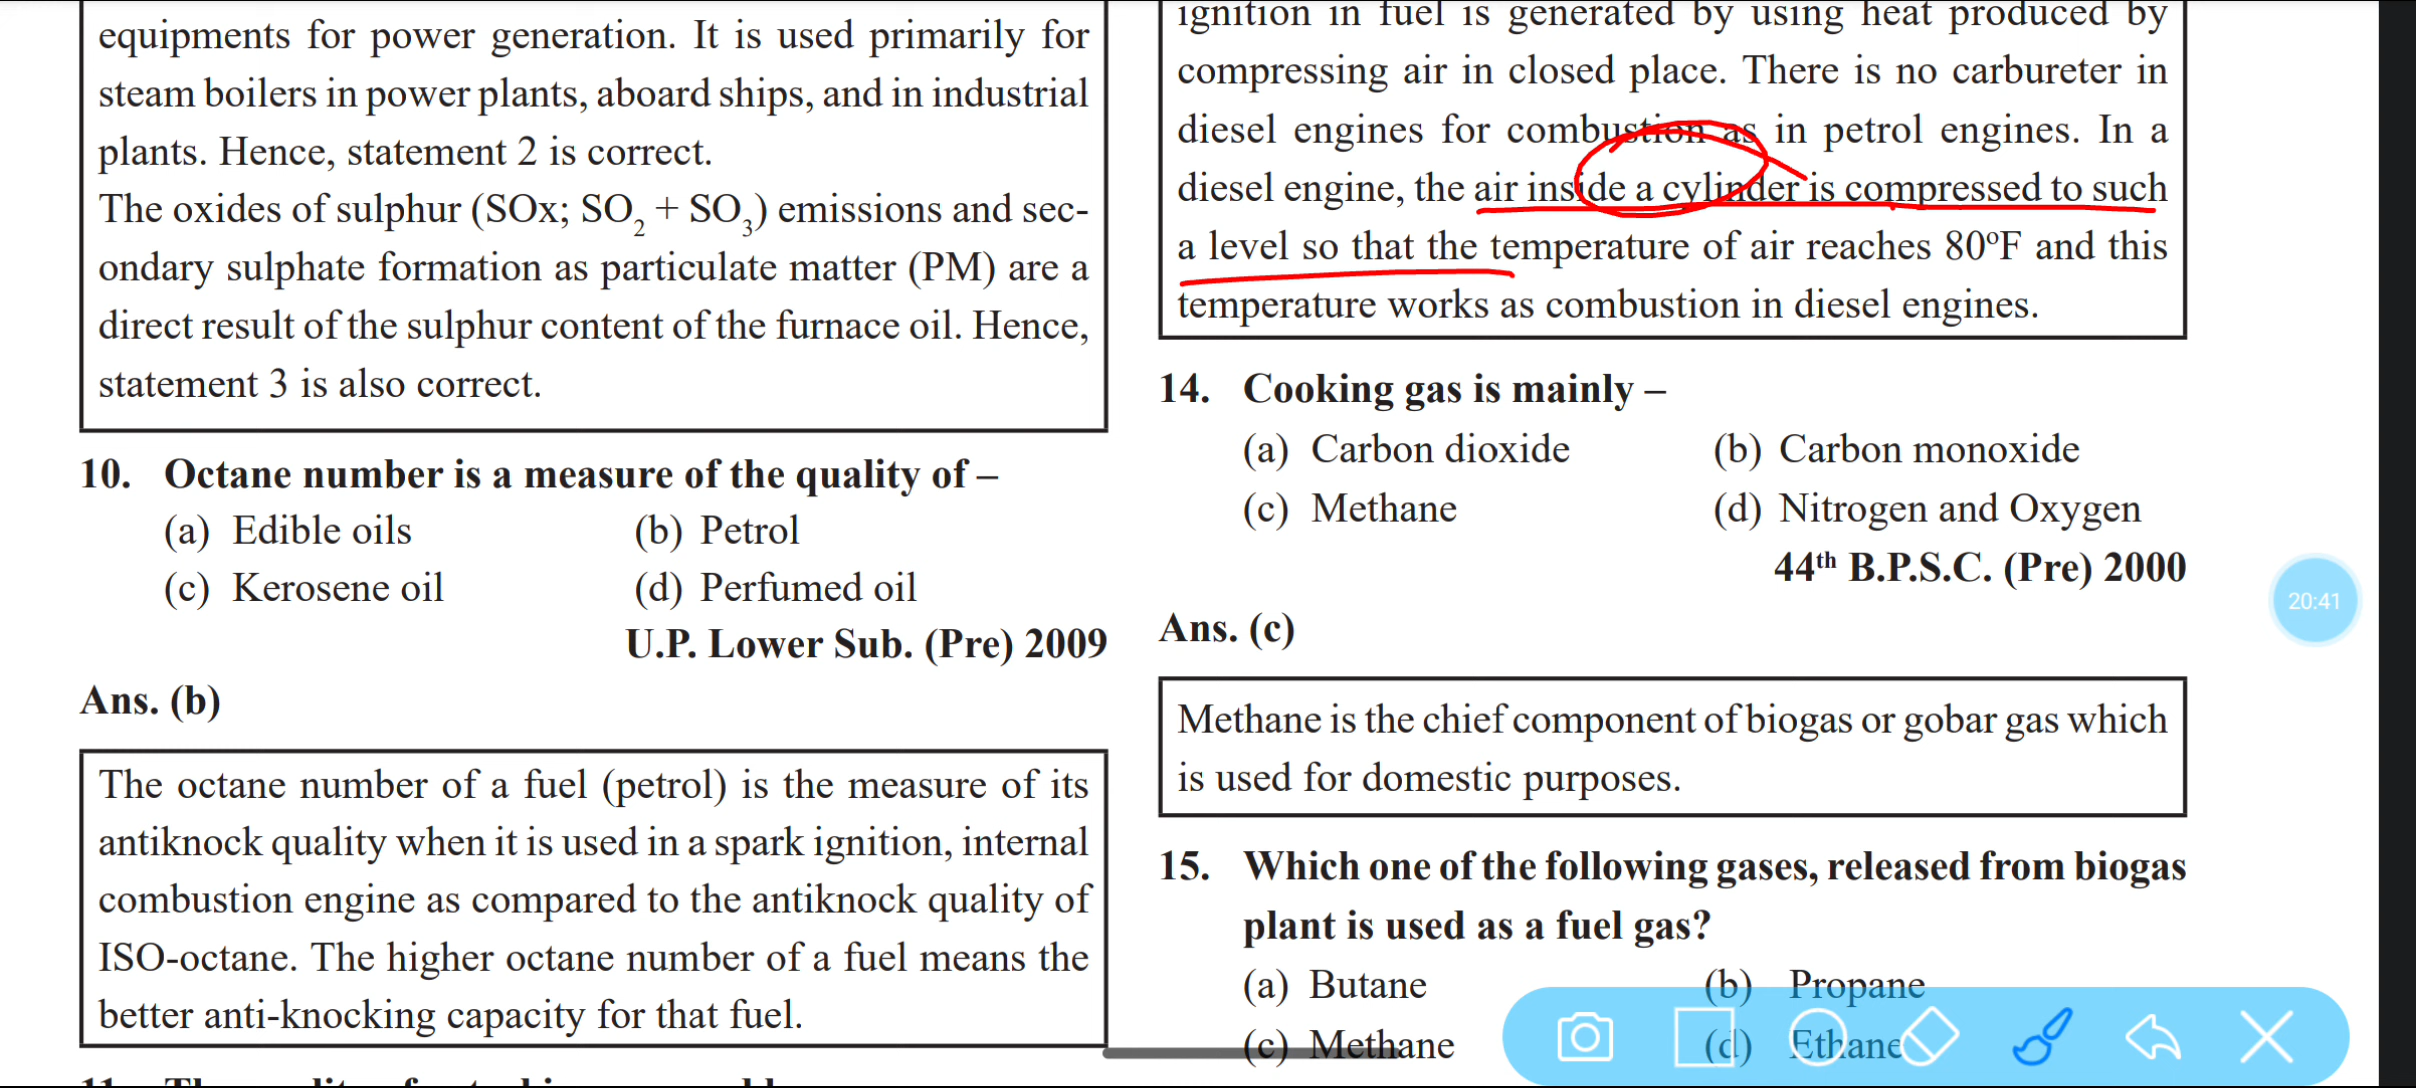 equipments for power generation. It is used primarily for
steam boilers in power plants, aboard ships, and in industrial
plants. Hence, statement 2 is correct.
The oxides of sulphur (SOx; SO₂ + SO₃) emissions and sec-
ondary sulphate formation as particulate matter (PM) are a
direct result of the sulphur content of the furnace oil. Hence,
statement 3 is also correct.
10. Octane number is a measure of the quality of –
(a) Edible oils (b) Petrol
(c) Kerosene oil (d) Perfumed oil
U.P. Lower Sub. (Pre) 2009
Ans. (b)
The octane number of a fuel (petrol) is the measure of its
antiknock quality when it is used in a spark ignition, internal
combustion engine as compared to the antiknock quality of
ISO-octane. The higher octane number of a fuel means the
better anti-knocking capacity for that fuel.
ignition in fuel is generated by using heat produced by
compressing air in closed place. There is no carbureter in
diesel engines for combustion as in petrol engines. In a
diesel engine, the air inside a cylinder is compressed to such
a level so that the temperature of air reaches 80ºF and this
temperature works as combustion in diesel engines.
14. Cooking gas is mainly –
(a) Carbon dioxide (b) Carbon monoxide
(c) Methane (d) Nitrogen and Oxygen
44th B.P.S.C. (Pre) 2000
Ans. (c)
Methane is the chief component of biogas or gobar gas which
is used for domestic purposes.
15. Which one of the following gases, released from biogas
plant is used as a fuel gas?
(a) Butane (b) Propane
(c) Methane (d) Ethane
20:41